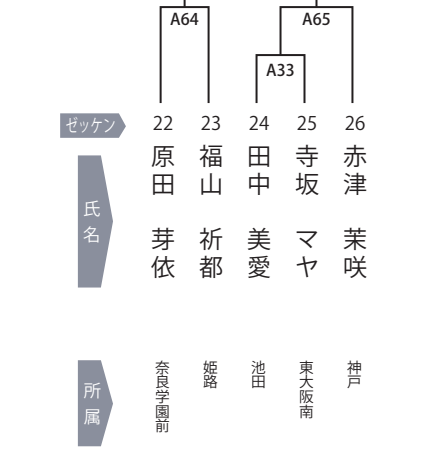 A64
A65
A33
ゼッケン
22
23
24
25
26
氏名
原田 芽依
福山 祈都
田中 美愛
寺坂 マヤ
赤津 茉咲
所属
奈良学園前
姫路
池田
東大阪南
神戸